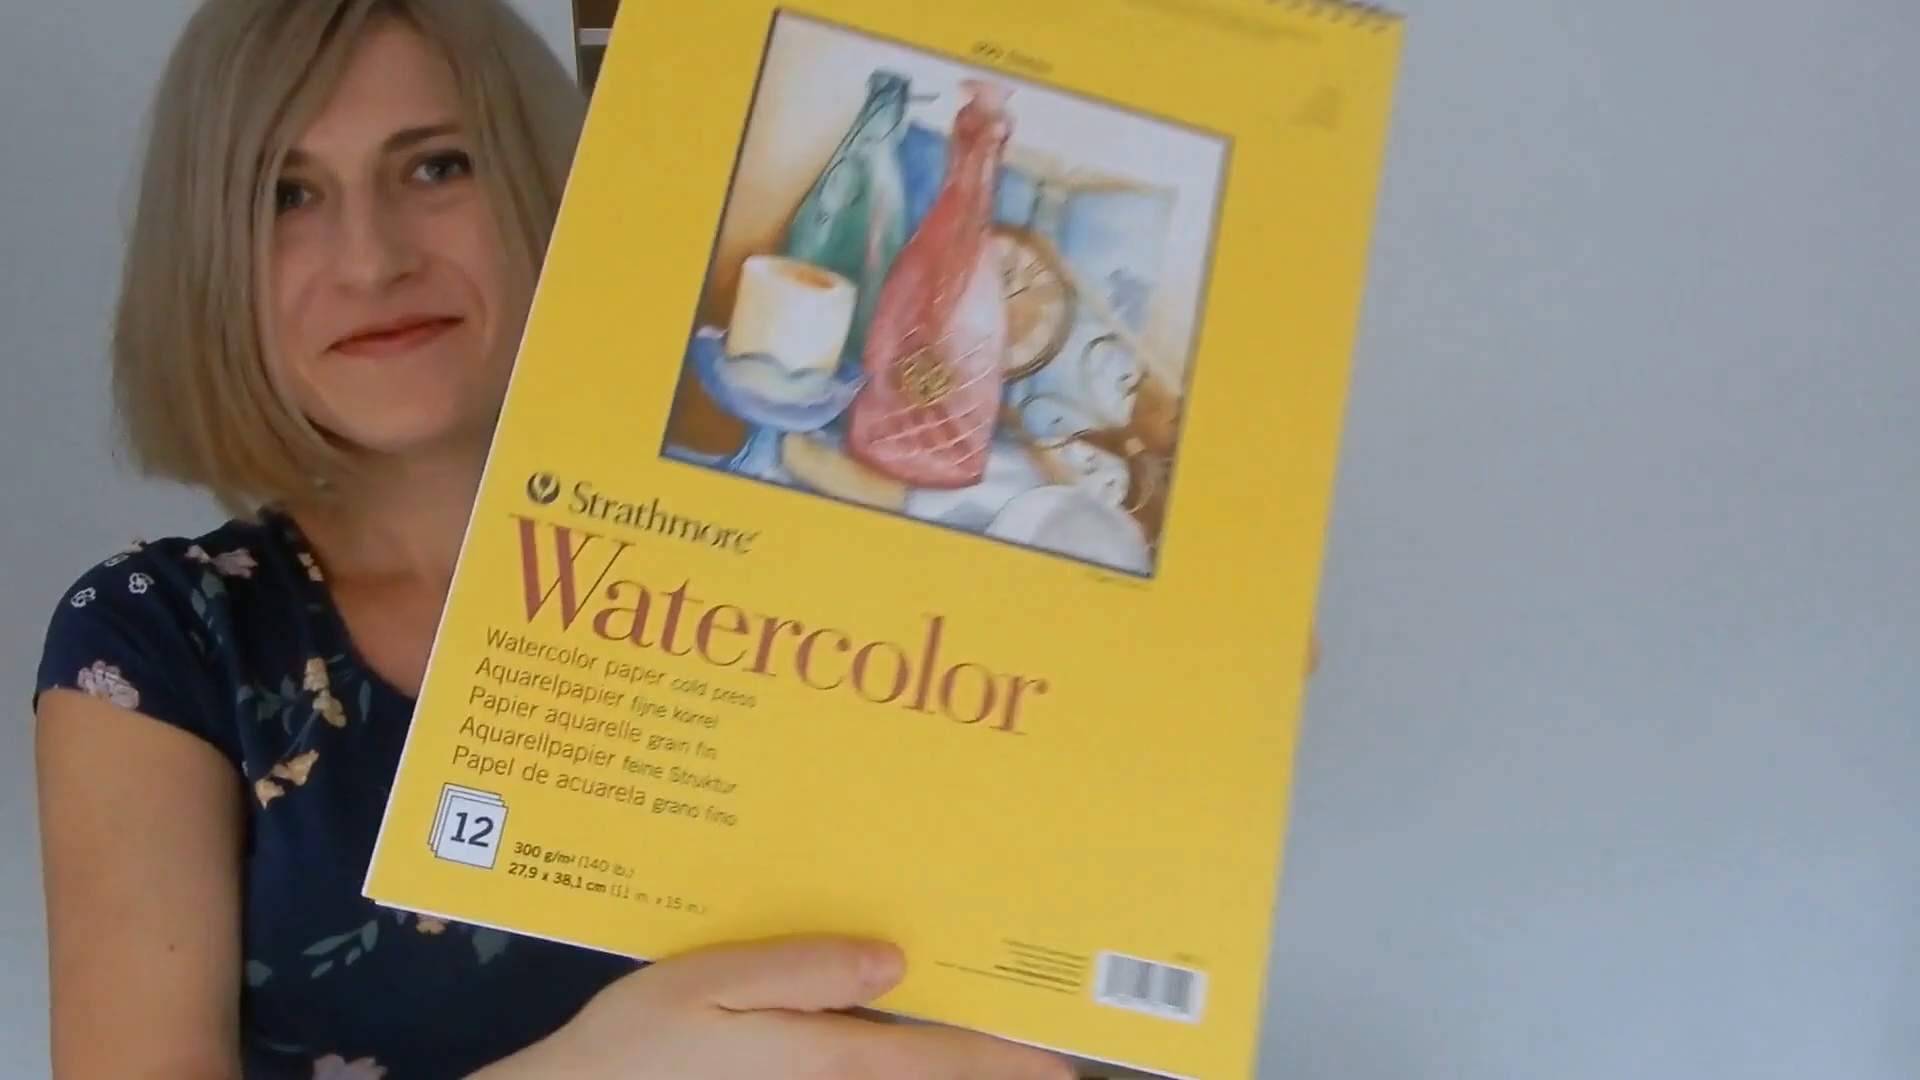 Strathmore
Watercolor
Watercolor paper cold press
Aquarelpapier fijne korrel
Papier aquarelle grain fin
Aquarellpapier feine Struktur
Papel de acuarela grano fino
12
300 g/m² (140 lb.)
27,9 x 38,1 cm (11 in. x 15 in.)